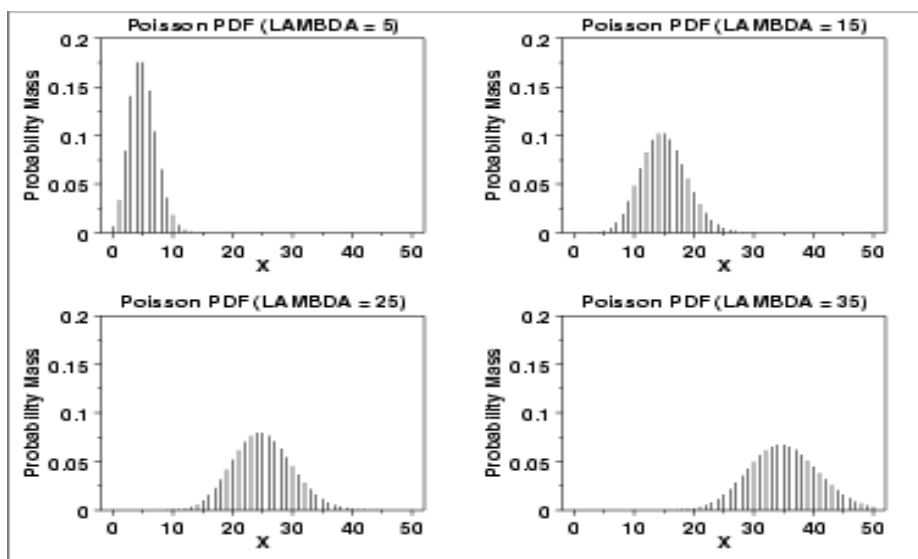 Poisson PDF (LAMBDA = 5)
Probability Mass
0.2
0.15
0.1
0.05
0
0 10 20 30 40 50
X
Poisson PDF (LAMBDA = 15)
Probability Mass
0.2
0.15
0.1
0.05
0
0 10 20 30 40 50
X
Poisson PDF (LAMBDA = 25)
Probability Mass
0.2
0.15
0.1
0.05
0
0 10 20 30 40 50
X
Poisson PDF (LAMBDA = 35)
Probability Mass
0.2
0.15
0.1
0.05
0
0 10 20 30 40 50
X